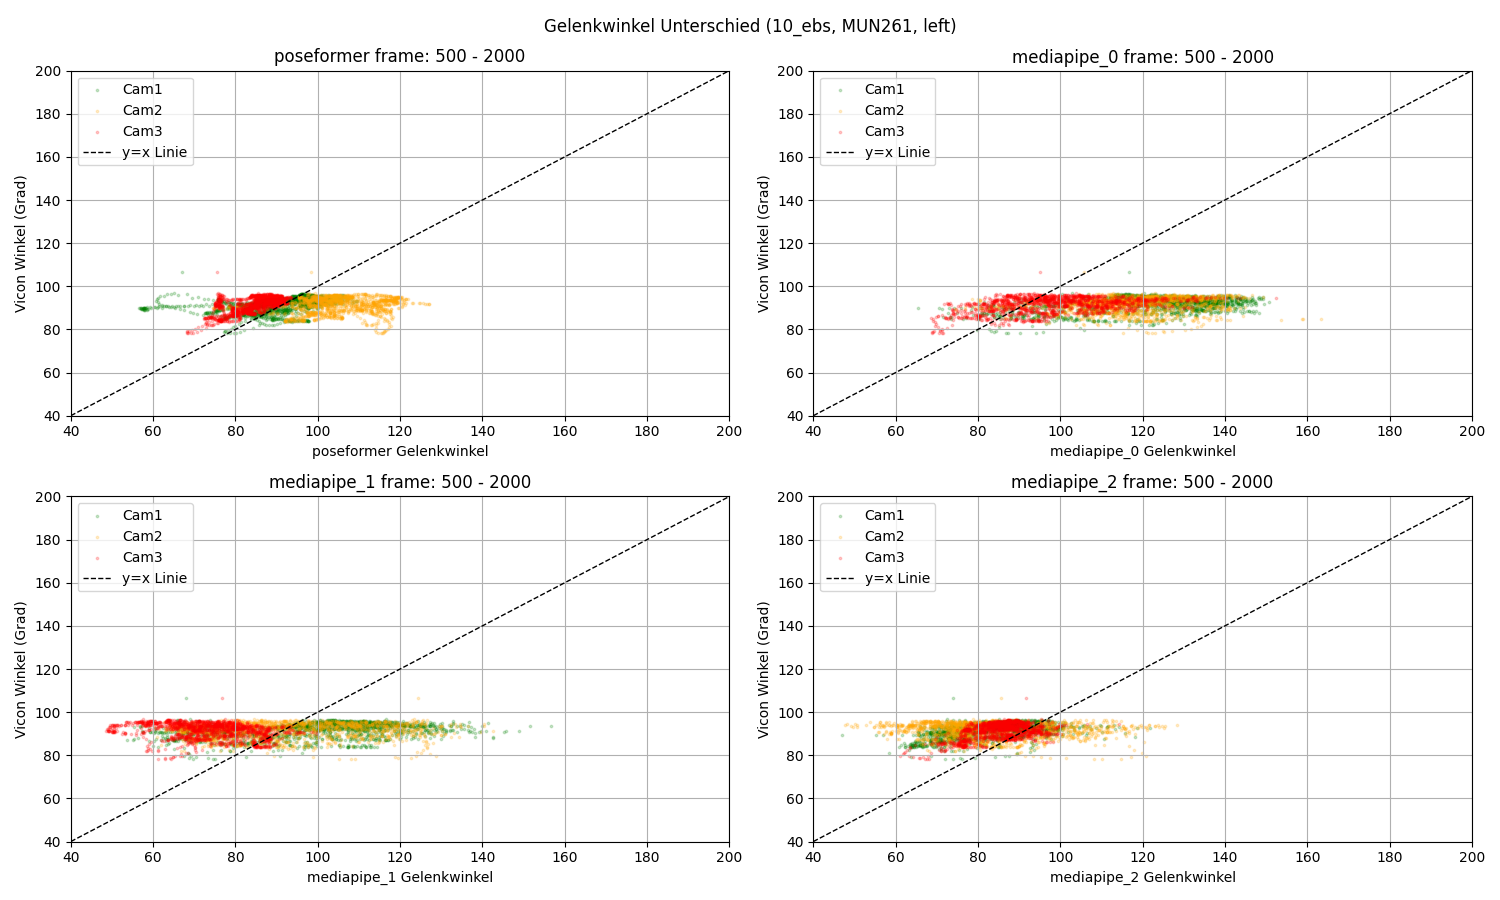 Gelenkwinkel Unterschied (10_ebs, MUN261, left)
poseformer frame: 500 - 2000
200
180
160
140
120
100
80
60
40
Vicon Winkel (Grad)
Cam1
Cam2
Cam3
y=x Linie
40 60 80 100 120 140 160 180 200
poseformer Gelenkwinkel
mediapipe_0 frame: 500 - 2000
200
180
160
140
120
100
80
60
40
Vicon Winkel (Grad)
Cam1
Cam2
Cam3
y=x Linie
40 60 80 100 120 140 160 180 200
mediapipe_0 Gelenkwinkel
mediapipe_1 frame: 500 - 2000
200
180
160
140
120
100
80
60
40
Vicon Winkel (Grad)
Cam1
Cam2
Cam3
y=x Linie
40 60 80 100 120 140 160 180 200
mediapipe_1 Gelenkwinkel
mediapipe_2 frame: 500 - 2000
200
180
160
140
120
100
80
60
40
Vicon Winkel (Grad)
Cam1
Cam2
Cam3
y=x Linie
40 60 80 100 120 140 160 180 200
mediapipe_2 Gelenkwinkel